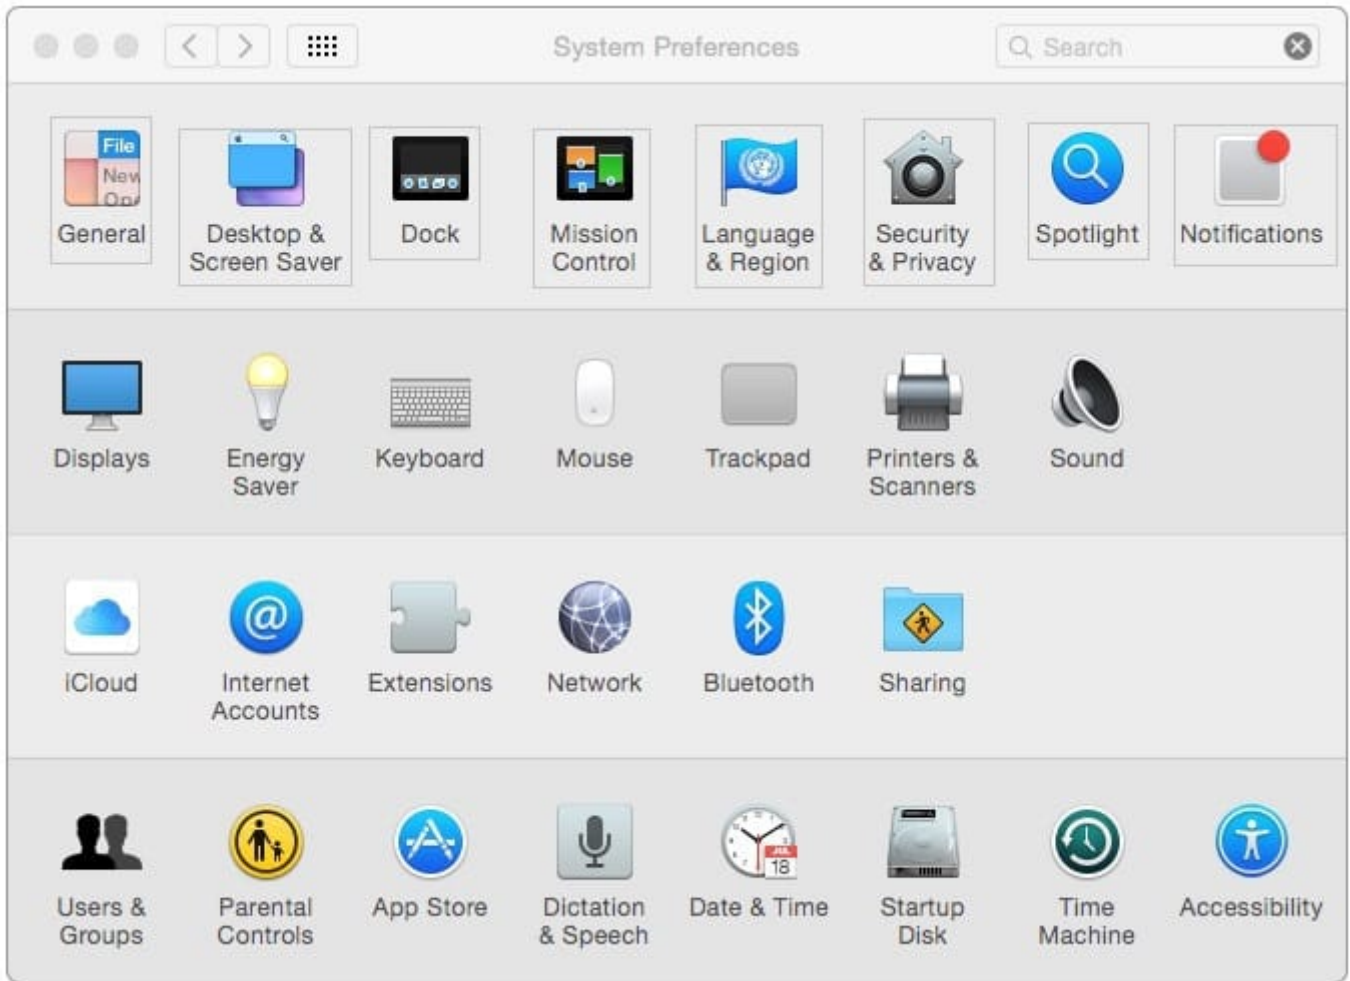 System Preferences
Search
File
New
General
Desktop &
Screen Saver
Dock
Mission
Control
Language
& Region
Security
& Privacy
Spotlight
Notifications
Displays
Energy
Saver
Keyboard
Mouse
Trackpad
Printers &
Scanners
Sound
iCloud
@
Internet
Accounts
Extensions
Network
Bluetooth
Sharing
Users &
Groups
Parental
Controls
App Store
Dictation
& Speech
JUL
18
Date & Time
Startup
Disk
Time
Machine
Accessibility